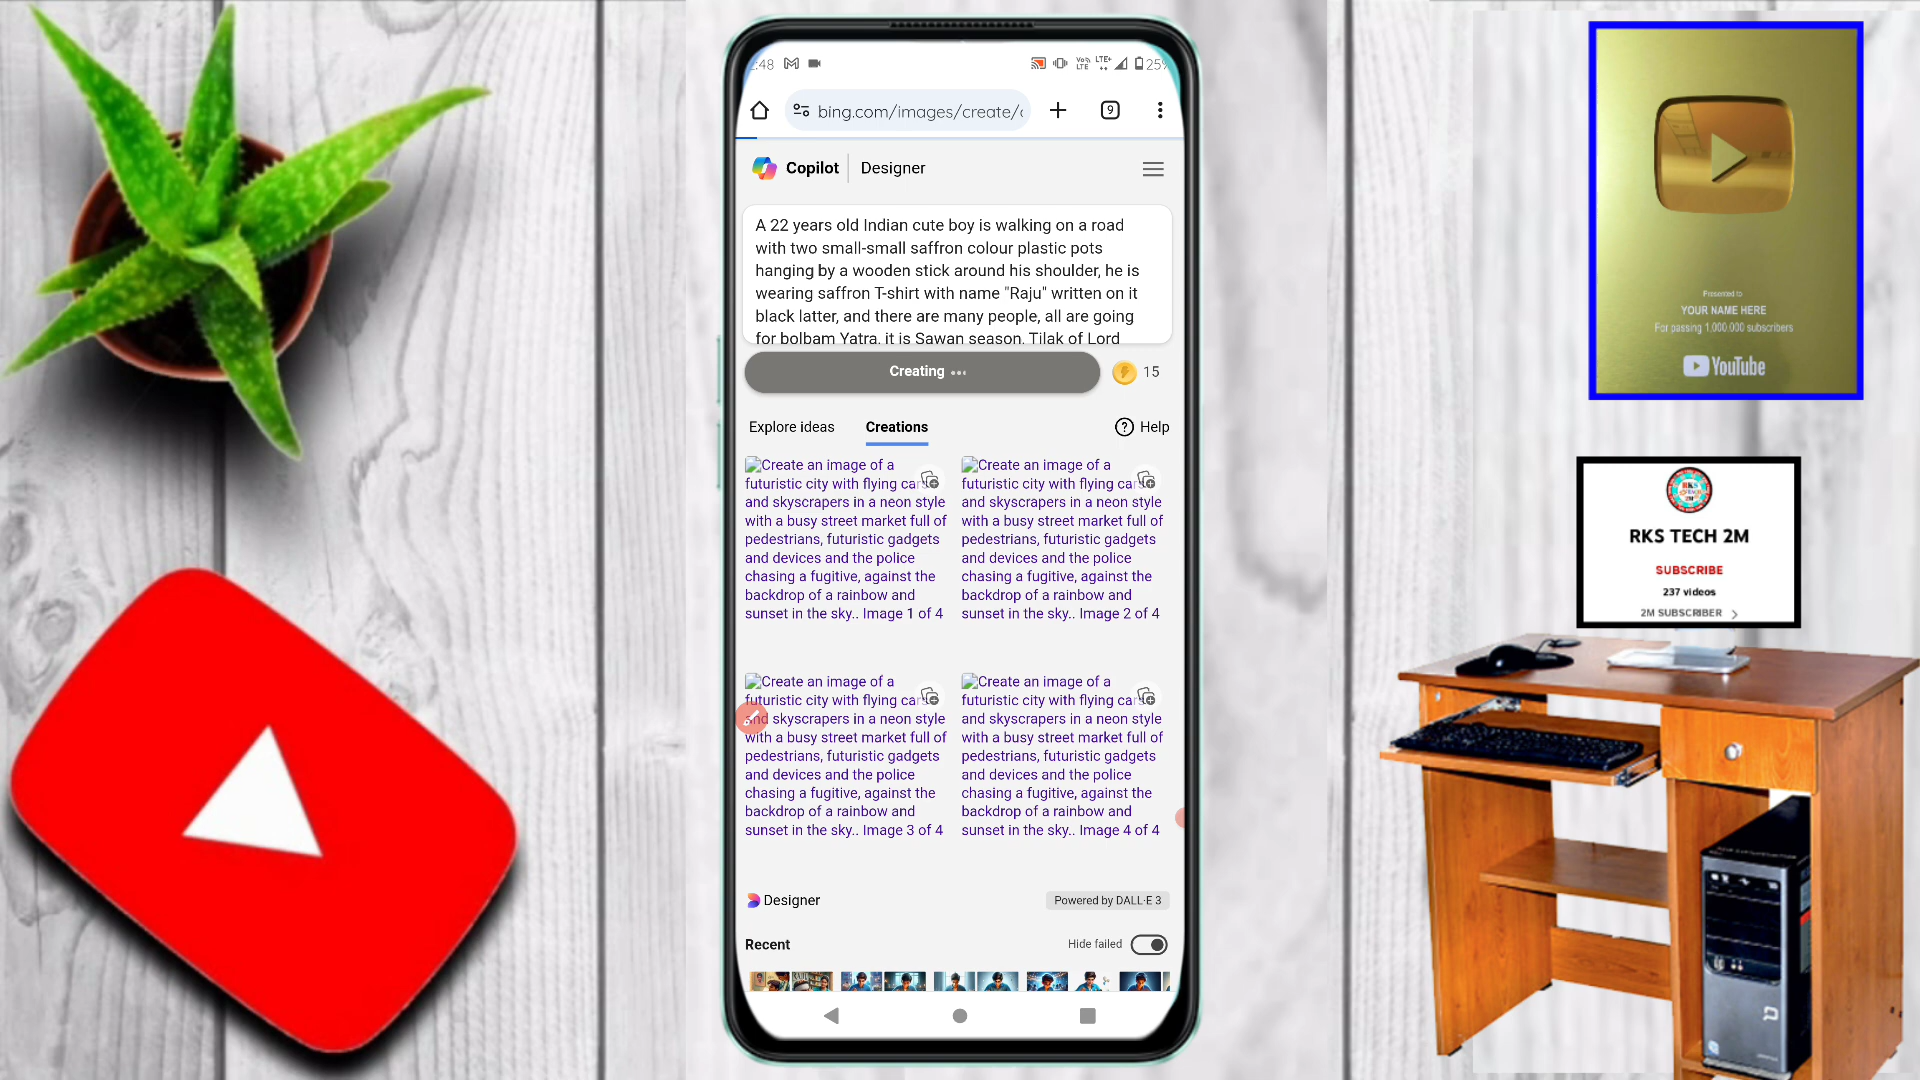 :48
VoLTE
LTE+
25%
bing.com/images/create/
9
Copilot
Designer
A 22 years old Indian cute boy is walking on a road
with two small-small saffron colour plastic pots
hanging by a wooden stick around his shoulder, he is
wearing saffron T-shirt with name "Raju" written on it
black latter, and there are many people, all are going
for bolbam Yatra, it is Sawan season, Tilak of Lord
Creating
15
Explore ideas
Creations
Help
Create an image of a
futuristic city with flying cars
and skyscrapers in a neon style
with a busy street market full of
pedestrians, futuristic gadgets
and devices and the police
chasing a fugitive, against the
backdrop of a rainbow and
sunset in the sky.. Image 1 of 4
Create an image of a
futuristic city with flying cars
and skyscrapers in a neon style
with a busy street market full of
pedestrians, futuristic gadgets
and devices and the police
chasing a fugitive, against the
backdrop of a rainbow and
sunset in the sky.. Image 2 of 4
Create an image of a
futuristic city with flying cars
and skyscrapers in a neon style
with a busy street market full of
pedestrians, futuristic gadgets
and devices and the police
chasing a fugitive, against the
backdrop of a rainbow and
sunset in the sky.. Image 3 of 4
Create an image of a
futuristic city with flying cars
and skyscrapers in a neon style
with a busy street market full of
pedestrians, futuristic gadgets
and devices and the police
chasing a fugitive, against the
backdrop of a rainbow and
sunset in the sky.. Image 4 of 4
Designer
Powered by DALL·E 3
Recent
Hide failed
Presented to
YOUR NAME HERE
For passing 1,000,000 subscribers
YouTube
RKS
2M
RKS TECH 2M
SUBSCRIBE
237 videos
2M SUBSCRIBER